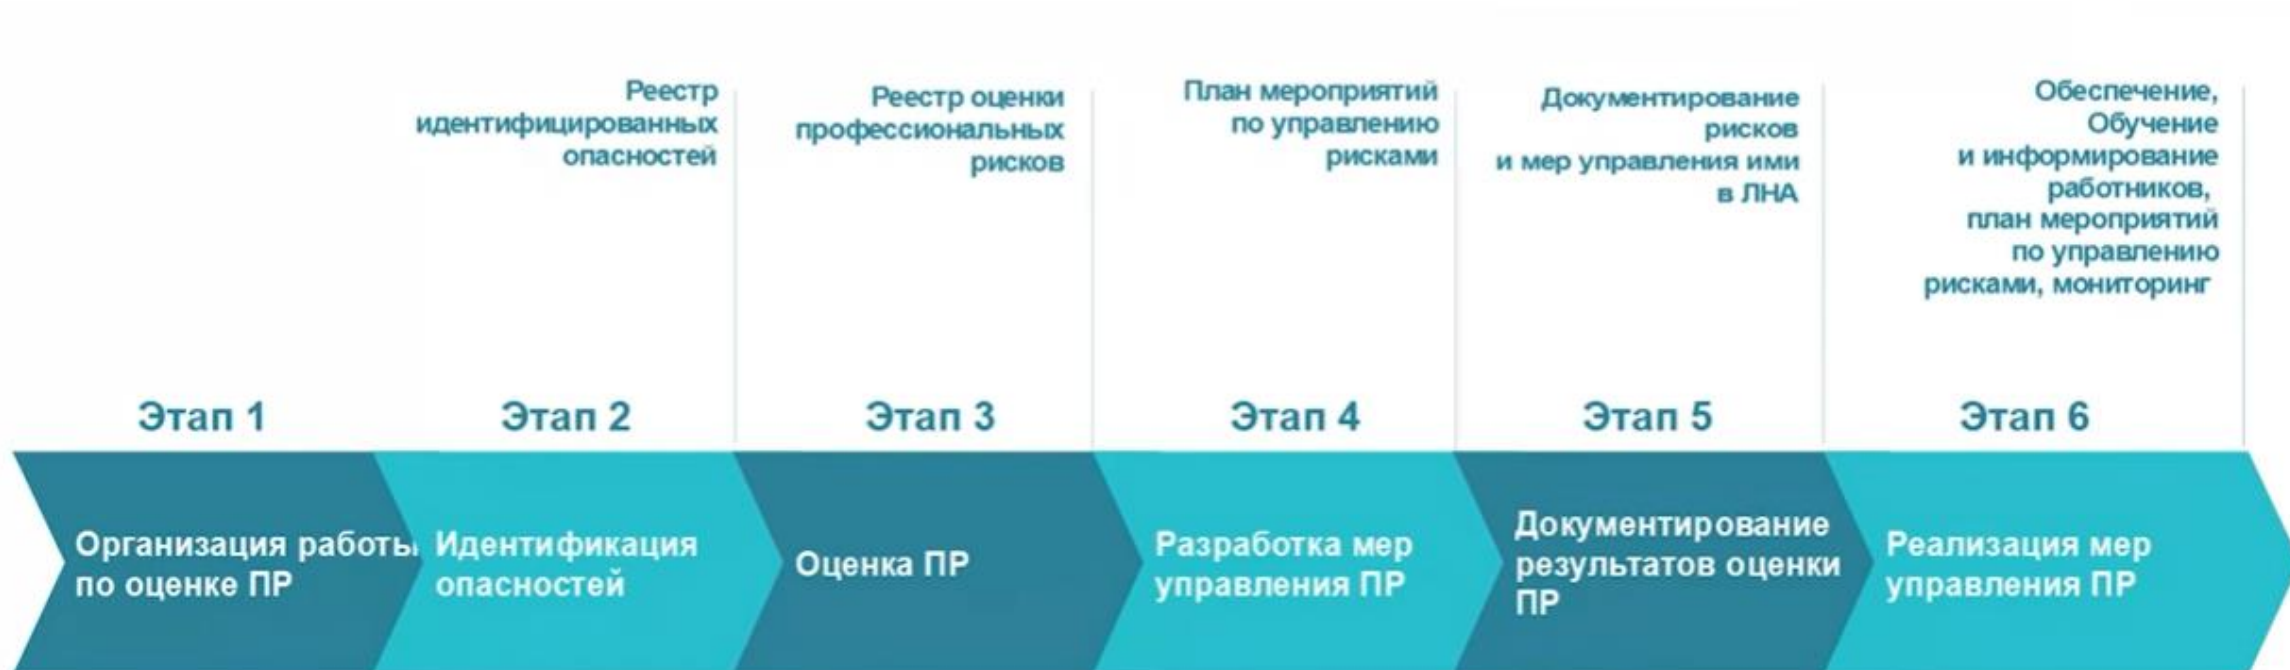 Реестр
идентифицированных
опасностей
Реестр оценки
профессиональных
рисков
План мероприятий
по управлению
рисками
Документирование
рисков
и мер управления ими
в ЛНА
Обеспечение,
Обучение
и информирование
работников,
план мероприятий
по управлению
рисками, мониторинг
Этап 1
Этап 2
Этап 3
Этап 4
Этап 5
Этап 6
Организация работы
по оценке ПР
Идентификация
опасностей
Оценка ПР
Разработка мер
управления ПР
Документирование
результатов оценки
ПР
Реализация мер
управления ПР